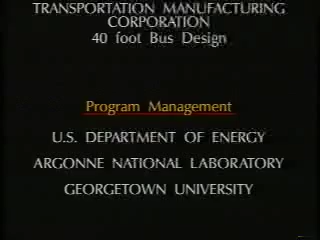 TRANSPORTATION MANUFACTURING
CORPORATION
40 foot Bus Design
Program Management
U.S. DEPARTMENT OF ENERGY
ARGONNE NATIONAL LABORATORY
GEORGETOWN UNIVERSITY